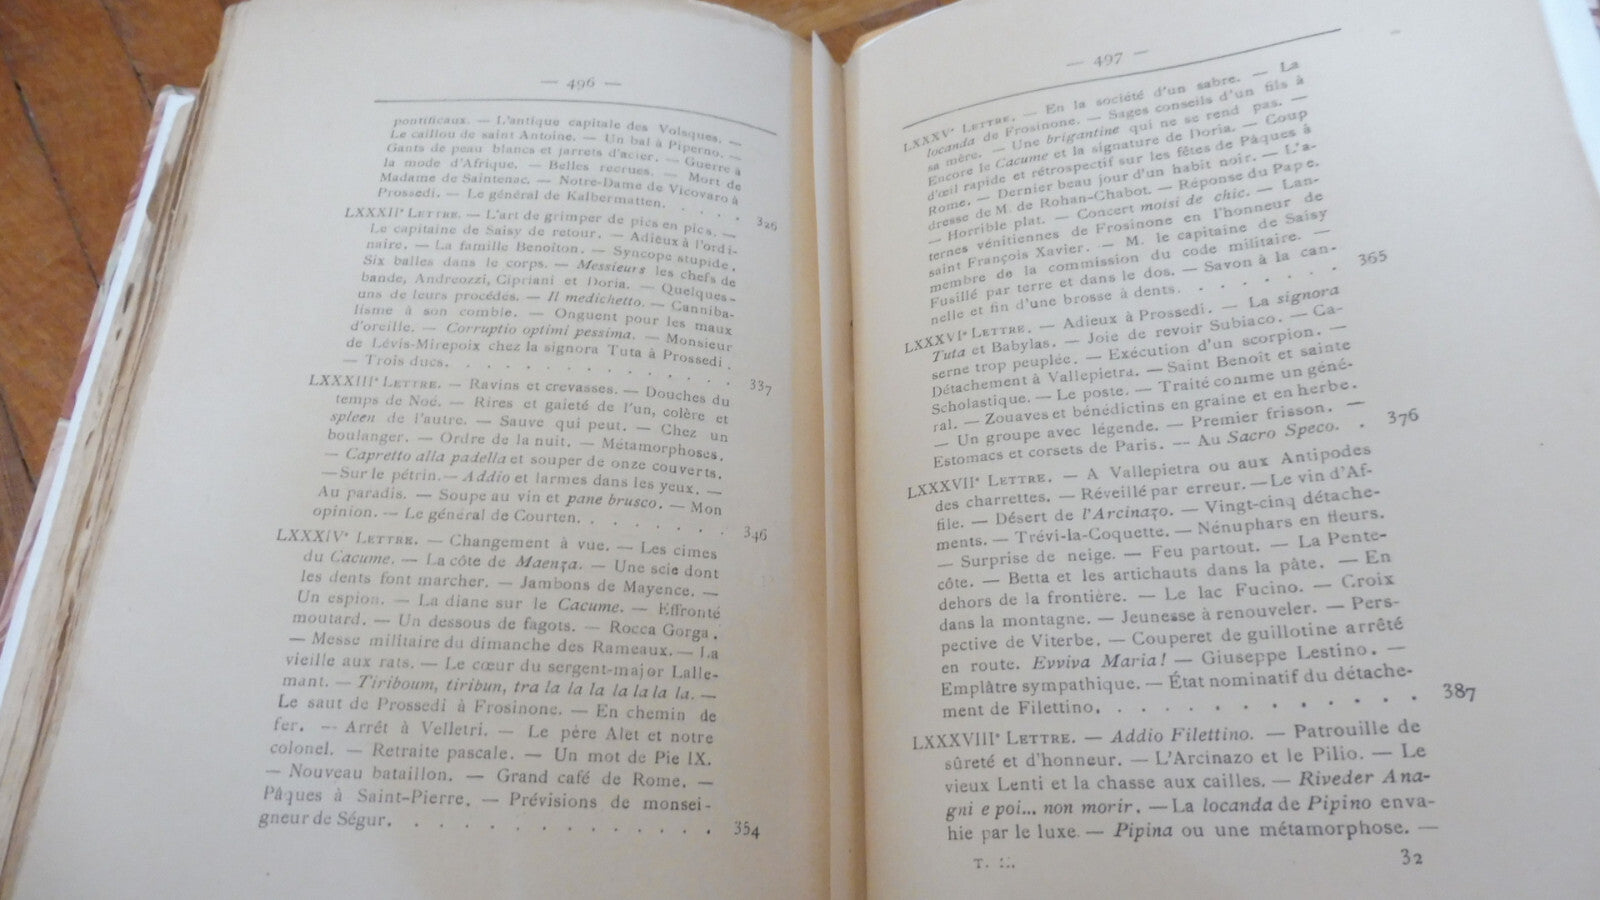 — 496 —
pontificaux. — L'antique capitale des Volsques. —
Le caillou de saint Antoine. — Un bal à Piperno. —
Gants de peau blancs et jarrets d'acier. — Guerre à
la mode d'Afrique. — Belles recrues. — Mort de
Madame de Saintenac. — Notre-Dame de Vicovaro à
Prossedi. — Le général de Kalbermatten. . . . . 326
LXXXIIe LETTRE. — L'art de grimper de pics en pics. —
Le capitaine de Saisy de retour. — Adieux à l'ordi-
naire. — La famille Benoîton. — Syncope stupide.
Six balles dans le corps. — Messieurs les chefs de
bande, Andreozzi, Cipriani et Doria. — Quelques-
uns de leurs procédés. — Il medichetto. — Canniba-
lisme à son comble. — Onguent pour les maux
d'oreille. — Corruptio optimi pessima. — Monsieur
de Lévis-Mirepoix chez la signora Tuta à Prossedi.
— Trois ducs. . . . . . . . . . . . . 337
LXXXIIIe LETTRE. — Ravins et crevasses. — Douches du
temps de Noé. — Rires et gaieté de l'un, colère et
spleen de l'autre. — Sauve qui peut. — Chez un
boulanger. — Ordre de la nuit. — Métamorphoses.
— Capretto alla padella et souper de onze couverts.
— Sur le pétrin. — Addio et larmes dans les yeux. —
Au paradis. — Soupe au vin et pane brusco. — Mon
opinion. — Le général de Courten. . . . . . . 346
LXXXIVe LETTRE. — Changement à vue. — Les cimes
du Cacume. — La côte de Maenza. — Une scie dont
les dents font marcher. — Jambons de Mayence. —
Un espion. — La diane sur le Cacume. — Effronté
moutard. — Un dessous de fagots. — Rocca Gorga.
— Messe militaire du dimanche des Rameaux. — La
vieille aux rats. — Le cœur du sergent-major Lalle-
mant. — Tiriboum, tiribun, tra la la la la la la la. —
Le saut de Prossedi à Frosinone. — En chemin de
fer. — Arrêt à Velletri. — Le père Alet et notre
colonel. — Retraite pascale. — Un mot de Pie IX.
— Nouveau bataillon. — Grand café de Rome. —
Pâques à Saint-Pierre. — Prévisions de monsei-
gneur de Ségur. . . . . . . . . . . . . . 354
— 497 —
LXXXVe LETTRE. — En la société d'un sabre. — La
locanda de Frosinone. — Sages conseils d'un fils à
sa mère. — Une brigantine qui ne se rend pas. —
Encore le Cacume et la signature de Doria. — Coup
d'œil rapide et rétrospectif sur les fêtes de Pâques à
Rome. — Dernier beau jour d'un habit noir. — L'a-
dresse de M. de Rohan-Chabot. — Réponse du Pape.
— Horrible plat. — Concert moisi de chic. — Lan-
ternes vénitiennes de Frosinone en l'honneur de
saint François Xavier. — M. le capitaine de Saisy
membre de la commission du code militaire. —
Fusillé par terre et dans le dos. — Savon à la can-
nelle et fin d'une brosse à dents. . . . . . . . 365
LXXXVIe LETTRE. — Adieux à Prossedi. — La signora
Tuta et Babylas. — Joie de revoir Subiaco. — Ca-
serne trop peuplée. — Exécution d'un scorpion. —
Détachement à Vallepietra. — Saint Benoit et sainte
Scholastique. — Le poste. — Traité comme un géné-
ral. — Zouaves et bénédictins en graine et en herbe.
— Un groupe avec légende. — Premier frisson. —
Estomacs et corsets de Paris. — Au Sacro Speco. . 376
LXXXVIIe LETTRE. — A Vallepietra ou aux Antipodes
des charrettes. — Réveillé par erreur. — Le vin d'Af-
file. — Désert de l'Arcinazo. — Vingt-cinq détache-
ments. — Trévi-la-Coquette. — Nénuphars en fleurs.
— Surprise de neige. — Feu partout. — La Pente-
côte. — Betta et les artichauts dans la pâte. — En
dehors de la frontière. — Le lac Fucino. — Croix
dans la montagne. — Jeunesse à renouveler. — Pers-
pective de Viterbe. — Couperet de guillotine arrêté
en route. Evviva Maria! — Giuseppe Lestino. —
Emplâtre sympathique. — État nominatif du détache-
ment de Filettino. . . . . . . . . . . . 387
LXXXVIIIe LETTRE. — Addio Filettino. — Patrouille de
sûreté et d'honneur. — L'Arcinazo et le Pilio. — Le
vieux Lenti et la chasse aux cailles. — Riveder Ana-
gni e poi... non morir. — La locanda de Pipino enva-
hie par le luxe. — Pipina ou une métamorphose. —
T. 32